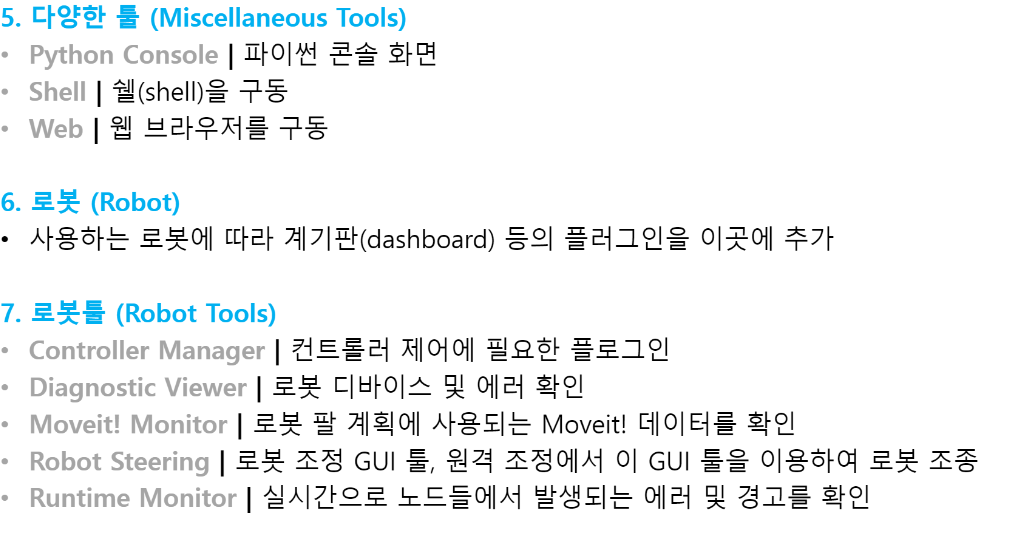 5. 다양한 툴 (Miscellaneous Tools)
• Python Console | 파이썬 콘솔 화면
• Shell | 쉘(shell)을 구동
• Web | 웹 브라우저를 구동
6. 로봇 (Robot)
• 사용하는 로봇에 따라 계기판(dashboard) 등의 플러그인을 이곳에 추가
7. 로봇툴 (Robot Tools)
• Controller Manager | 컨트롤러 제어에 필요한 플로그인
• Diagnostic Viewer | 로봇 디바이스 및 에러 확인
• Moveit! Monitor | 로봇 팔 계획에 사용되는 Moveit! 데이터를 확인
• Robot Steering | 로봇 조정 GUI 툴, 원격 조정에서 이 GUI 툴을 이용하여 로봇 조종
• Runtime Monitor | 실시간으로 노드들에서 발생되는 에러 및 경고를 확인